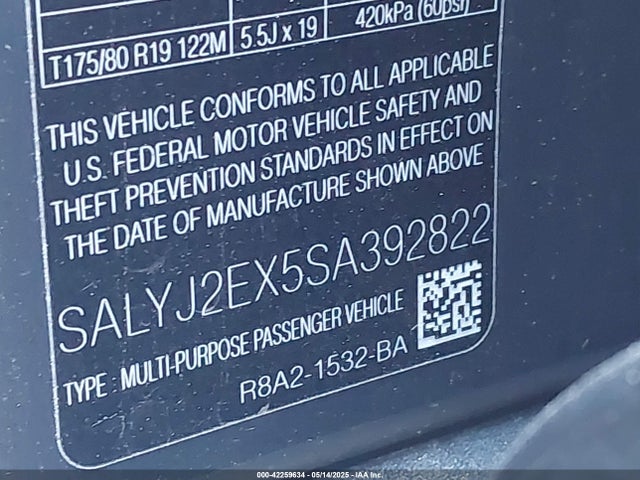 T175/80 R19 122M 5.5J x 19 420kPa (60psi)
THIS VEHICLE CONFORMS TO ALL APPLICABLE
U.S. FEDERAL MOTOR VEHICLE SAFETY AND
THEFT PREVENTION STANDARDS IN EFFECT ON
THE DATE OF MANUFACTURE SHOWN ABOVE
SALYJ2EX5SA392822
TYPE : MULTI-PURPOSE PASSENGER VEHICLE
R8A2-1532-BA
000-42259634 - 05/14/2025 - IAA Inc.